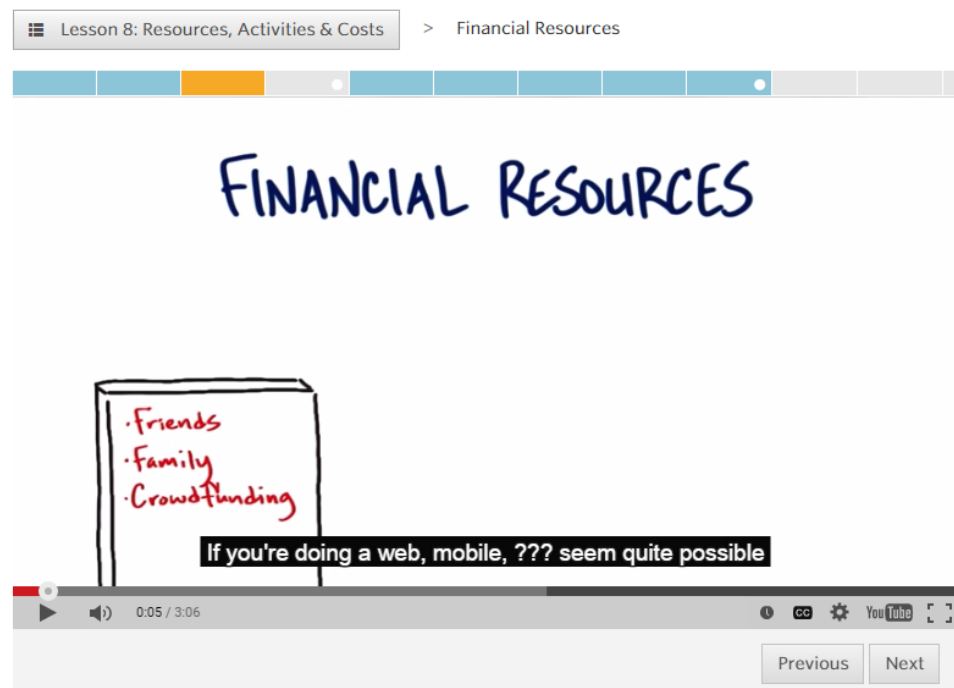 Lesson 8: Resources, Activities & Costs > Financial Resources
FINANCIAL RESOURCES
·Friends
·Family
·Crowdfunding
If you're doing a web, mobile, ??? seem quite possible
0:05 / 3:06 CC YouTube
Previous Next